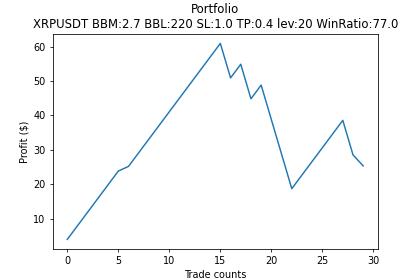 Portfolio
XRPUSDT BBM:2.7 BBL:220 SL:1.0 TP:0.4 lev:20 WinRatio:77.0
60
50
40
30
20
10
Profit ($)
0 5 10 15 20 25 30
Trade counts